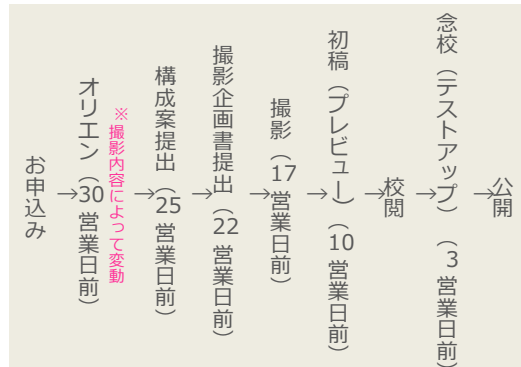 お申込み
→
オリエン（30営業日前）
※撮影内容によって変動
→
構成案提出（25営業日前）
→
撮影企画書提出（22営業日前）
→
撮影（17営業日前）
→
初稿（プレビュー）（10営業日前）
→
校閲
→
念校（テストアップ）（3営業日前）
→
公開